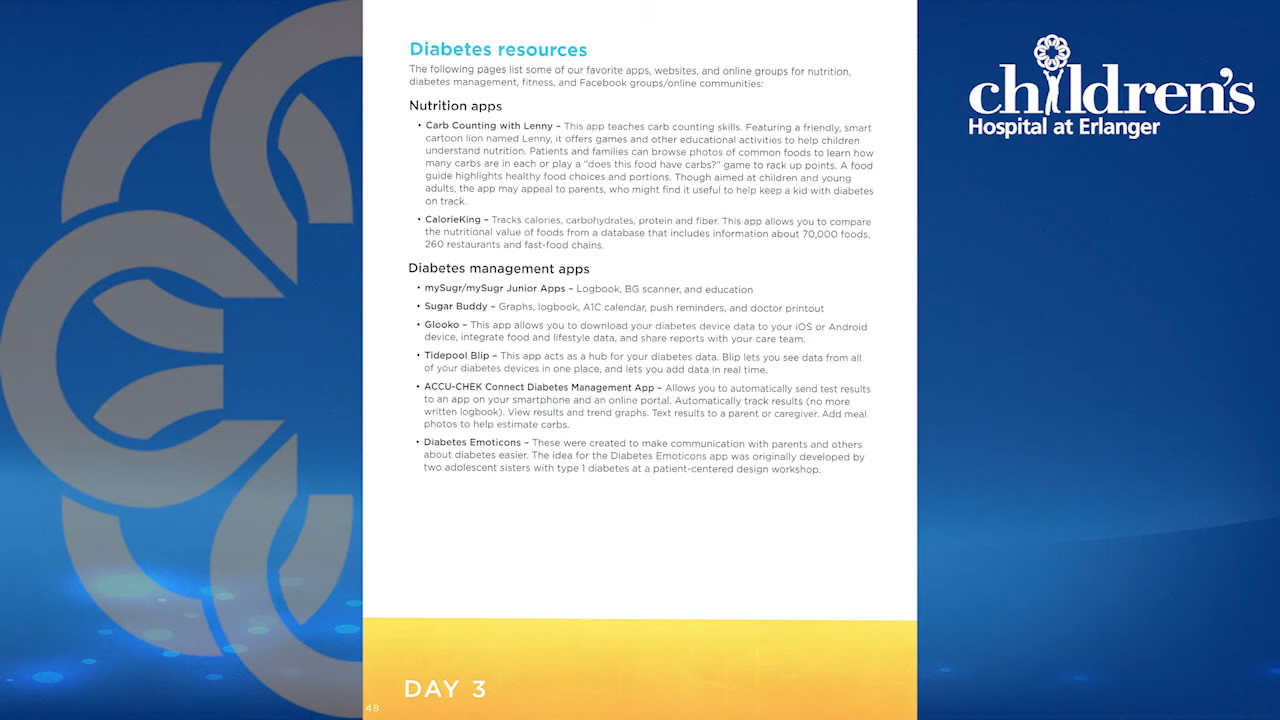 Diabetes resources
The following pages list some of our favorite apps, websites, and online groups for nutrition,
diabetes management, fitness, and Facebook groups/online communities:
Nutrition apps
• Carb Counting with Lenny – This app teaches carb counting skills. Featuring a friendly, smart
cartoon lion named Lenny, it offers games and other educational activities to help children
understand nutrition. Patients and families can browse photos of common foods to learn how
many carbs are in each or play a "does this food have carbs?" game to rack up points. A food
guide highlights healthy food choices and portions. Though aimed at children and young
adults, the app may appeal to parents, who might find it useful to help keep a kid with diabetes
on track.
• CalorieKing – Tracks calories, carbohydrates, protein and fiber. This app allows you to compare
the nutritional value of foods from a database that includes information about 70,000 foods,
260 restaurants and fast-food chains.
Diabetes management apps
• mySugr/mySugr Junior Apps – Logbook, BG scanner, and education
• Sugar Buddy – Graphs, logbook, A1C calendar, push reminders, and doctor printout
• Glooko – This app allows you to download your diabetes device data to your iOS or Android
device, integrate food and lifestyle data, and share reports with your care team.
• Tidepool Blip – This app acts as a hub for your diabetes data. Blip lets you see data from all
of your diabetes devices in one place, and lets you add data in real time.
• ACCU-CHEK Connect Diabetes Management App – Allows you to automatically send test results
to an app on your smartphone and an online portal. Automatically track results (no more
written logbook). View results and trend graphs. Text results to a parent or caregiver. Add meal
photos to help estimate carbs.
• Diabetes Emoticons – These were created to make communication with parents and others
about diabetes easier. The idea for the Diabetes Emoticons app was originally developed by
two adolescent sisters with type 1 diabetes at a patient-centered design workshop.
DAY 3
48
children's
Hospital at Erlanger